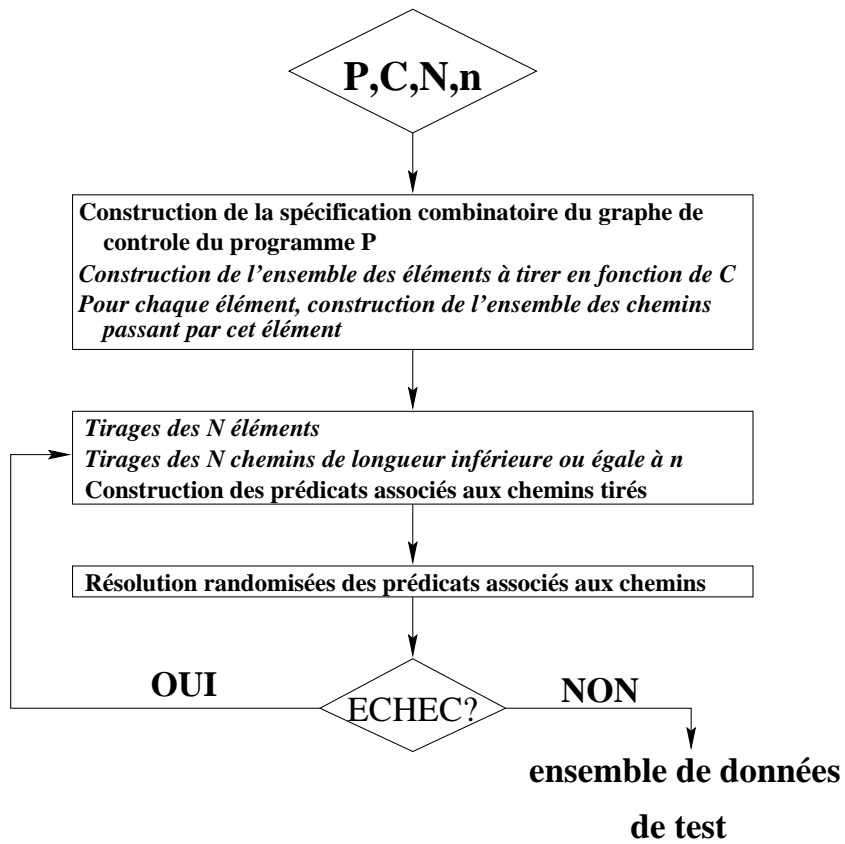 P,C,N,n
Construction de la spécification combinatoire du graphe de
controle du programme P
Construction de l'ensemble des éléments à tirer en fonction de C
Pour chaque élément, construction de l'ensemble des chemins
passant par cet élément
Tirages des N éléments
Tirages des N chemins de longueur inférieure ou égale à n
Construction des prédicats associés aux chemins tirés
Résolution randomisées des prédicats associés aux chemins
OUI
ECHEC?
NON
ensemble de données
de test